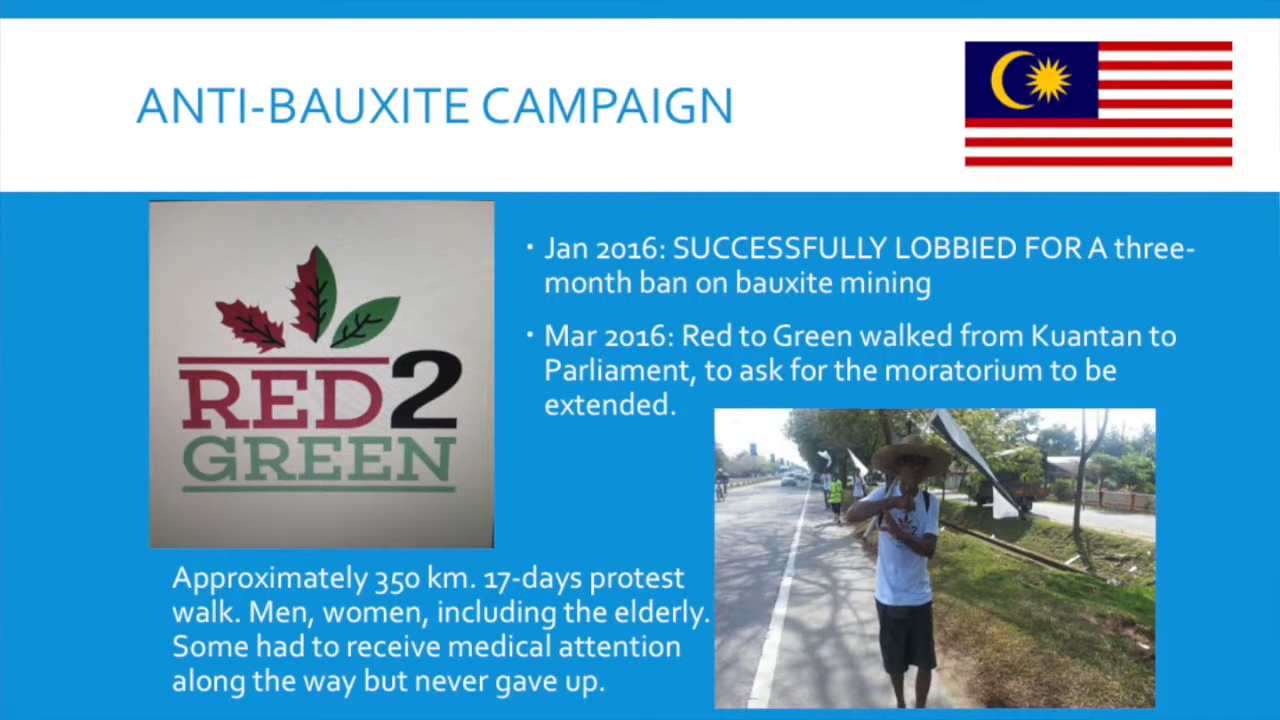 ANTI-BAUXITE CAMPAIGN
RED2
GREEN
· Jan 2016: SUCCESSFULLY LOBBIED FOR A three-
month ban on bauxite mining
· Mar 2016: Red to Green walked from Kuantan to
Parliament, to ask for the moratorium to be
extended.
Approximately 350 km. 17-days protest
walk. Men, women, including the elderly.
Some had to receive medical attention
along the way but never gave up.